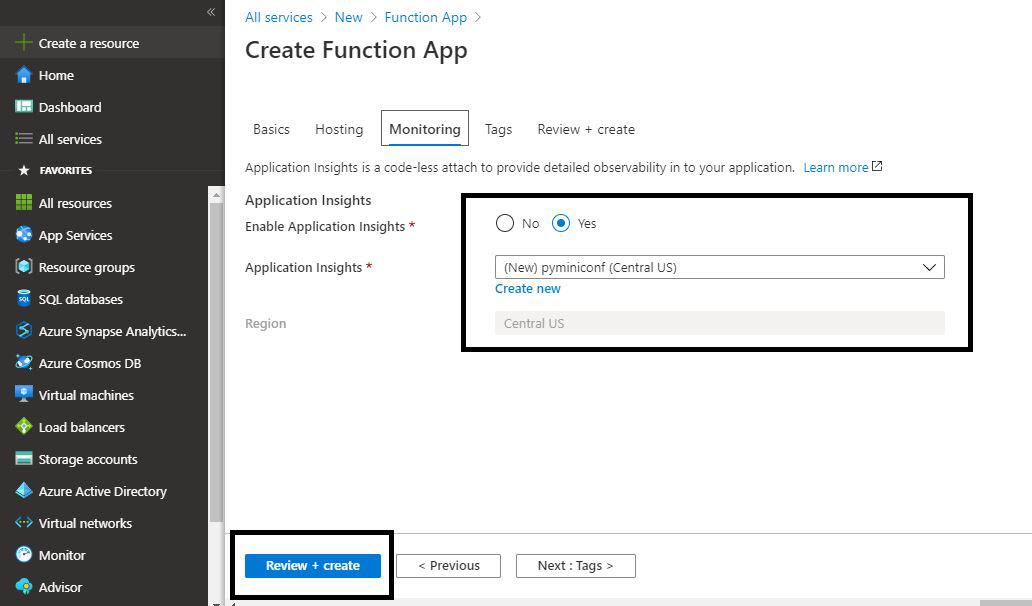 «
Create a resource
Home
Dashboard
All services
FAVORITES
All resources
App Services
Resource groups
SQL
SQL databases
Azure Synapse Analytics...
Azure Cosmos DB
Virtual machines
Load balancers
Storage accounts
Azure Active Directory
Virtual networks
Monitor
Advisor
All services > New > Function App >
Create Function App
Basics Hosting Monitoring Tags Review + create
Application Insights is a code-less attach to provide detailed observability in to your application. Learn more
Application Insights
Enable Application Insights * No Yes
Application Insights * (New) pyminiconf (Central US)
Create new
Region Central US
Review + create < Previous Next : Tags >